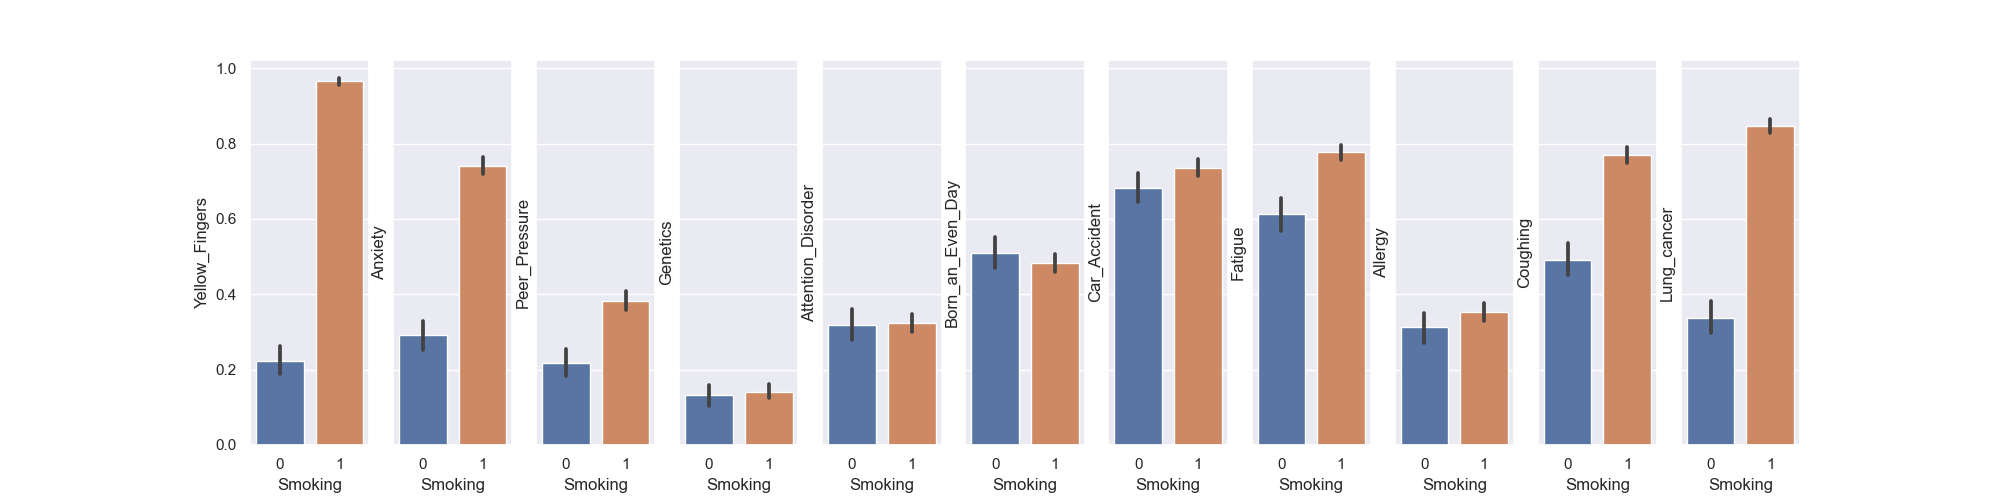 1.0
0.8
0.6
0.4
0.2
0.0
Yellow_Fingers
0 1
Smoking
Anxiety
0 1
Smoking
Peer_Pressure
0 1
Smoking
Genetics
0 1
Smoking
Attention_Disorder
0 1
Smoking
Born_an_Even_Day
0 1
Smoking
Car_Accident
0 1
Smoking
Fatigue
0 1
Smoking
Allergy
0 1
Smoking
Coughing
0 1
Smoking
Lung_cancer
0 1
Smoking